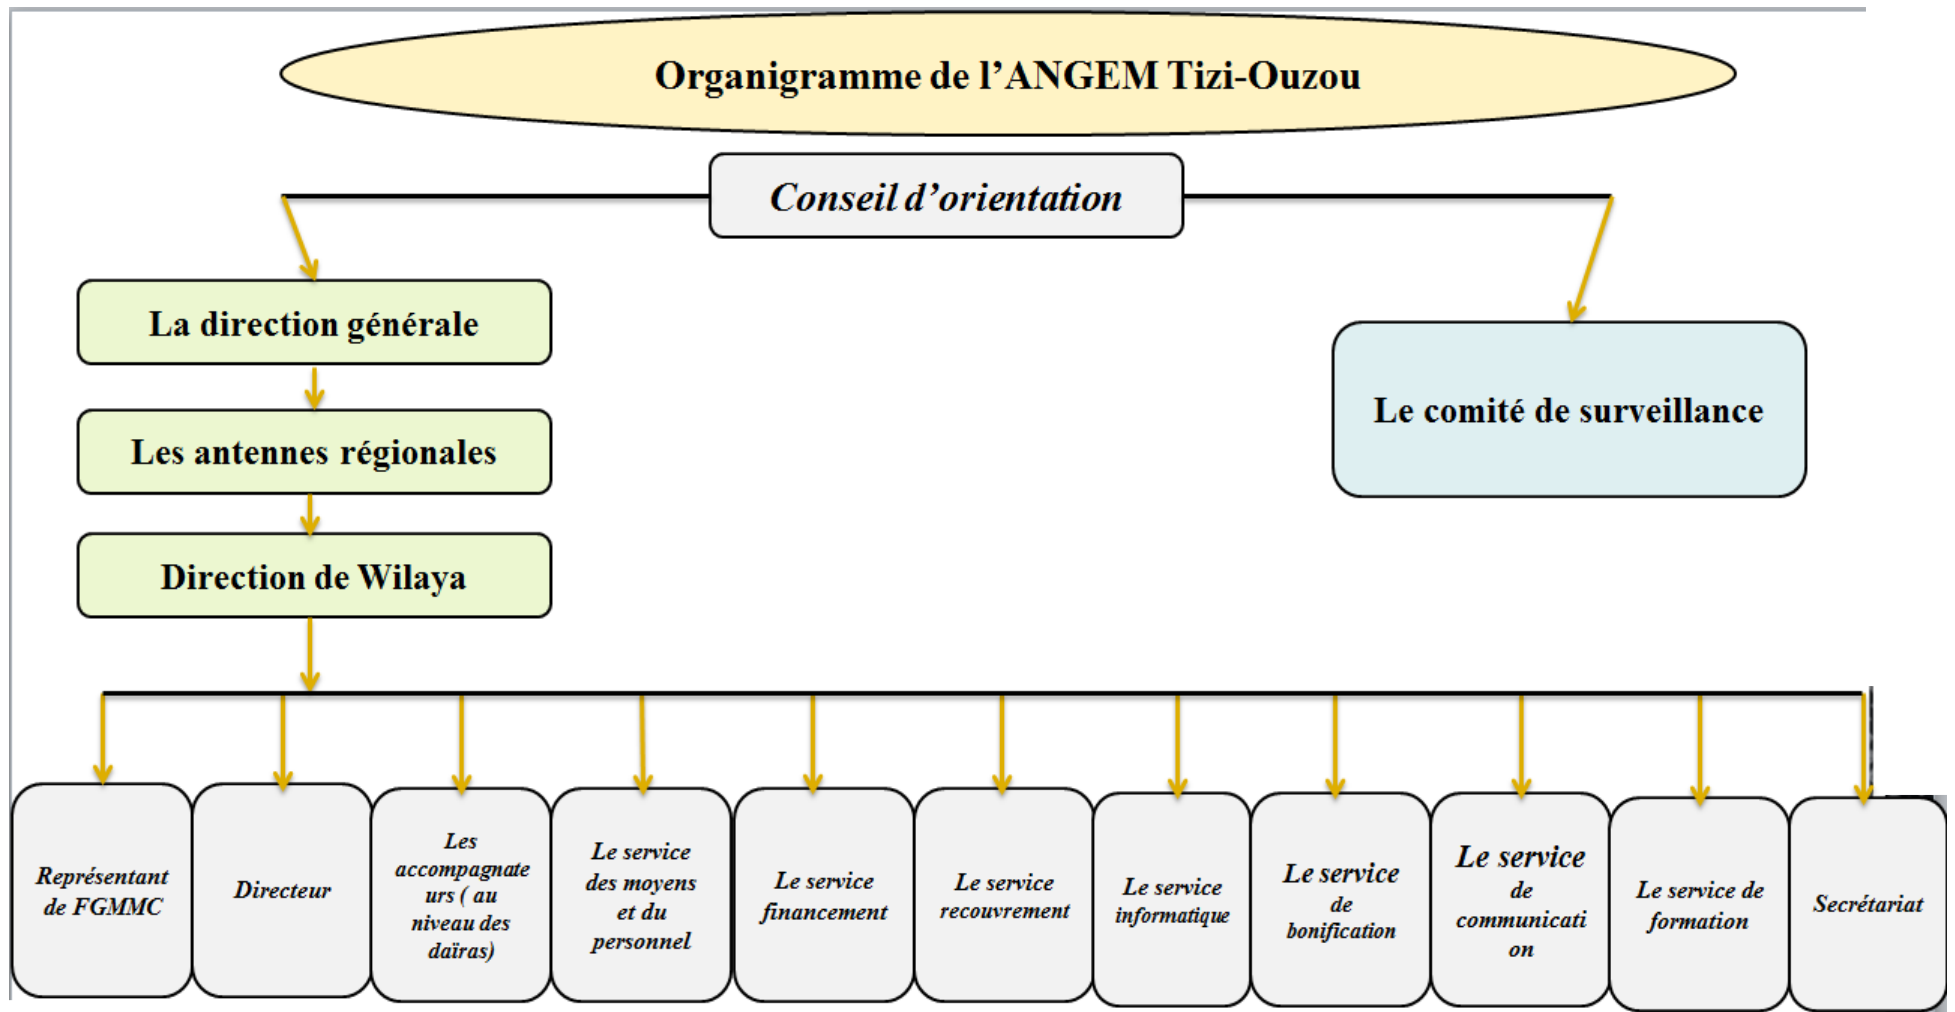 Organigramme de l’ANGEM Tizi-Ouzou
Conseil d’orientation
La direction générale
Les antennes régionales
Direction de Wilaya
Le comité de surveillance
Représentant
de FGMMC
Directeur
Les
accompagnate
urs ( au
niveau des
daïras)
Le service
des moyens
et du
personnel
Le service
financement
Le service
recouvrement
Le service
informatique
Le service
de
bonification
Le service
de
communicati
on
Le service de
formation
Secrétariat